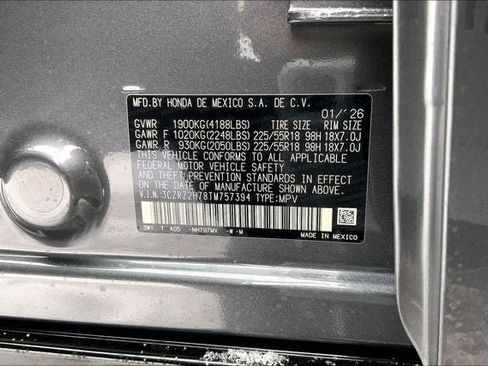 MFD.BY HONDA DE MEXICO S.A. DE C.V.
01/'26
GVWR 1900KG(4188LBS) TIRE SIZE RIM SIZE
GAWR F 1020KG(2248LBS) 225/55R18 98H 18X7.0J
GAWR R 930KG(2050LBS) 225/55R18 98H 18X7.0J
THIS VEHICLE CONFORMS TO ALL APPLICABLE
FEDERAL MOTOR VEHICLE SAFETY
AND THEFT PREVENTION STANDARDS IN EFFECT
ON THE DATE OF MANUFACTURE SHOWN ABOVE.
V.I.N.3CZRZ2H78TM757394 TYPE:MPV
3W1 T A05 -NH797MX -W -M
MADE IN MEXICO